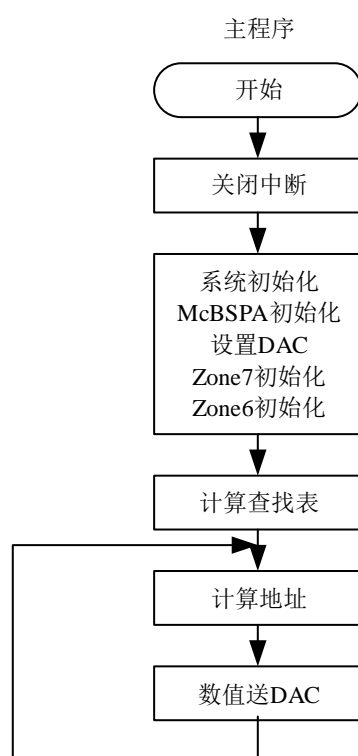 主程序
开始
关闭中断
系统初始化
McBSPA初始化
设置DAC
Zone7初始化
Zone6初始化
计算查找表
计算地址
数值送DAC